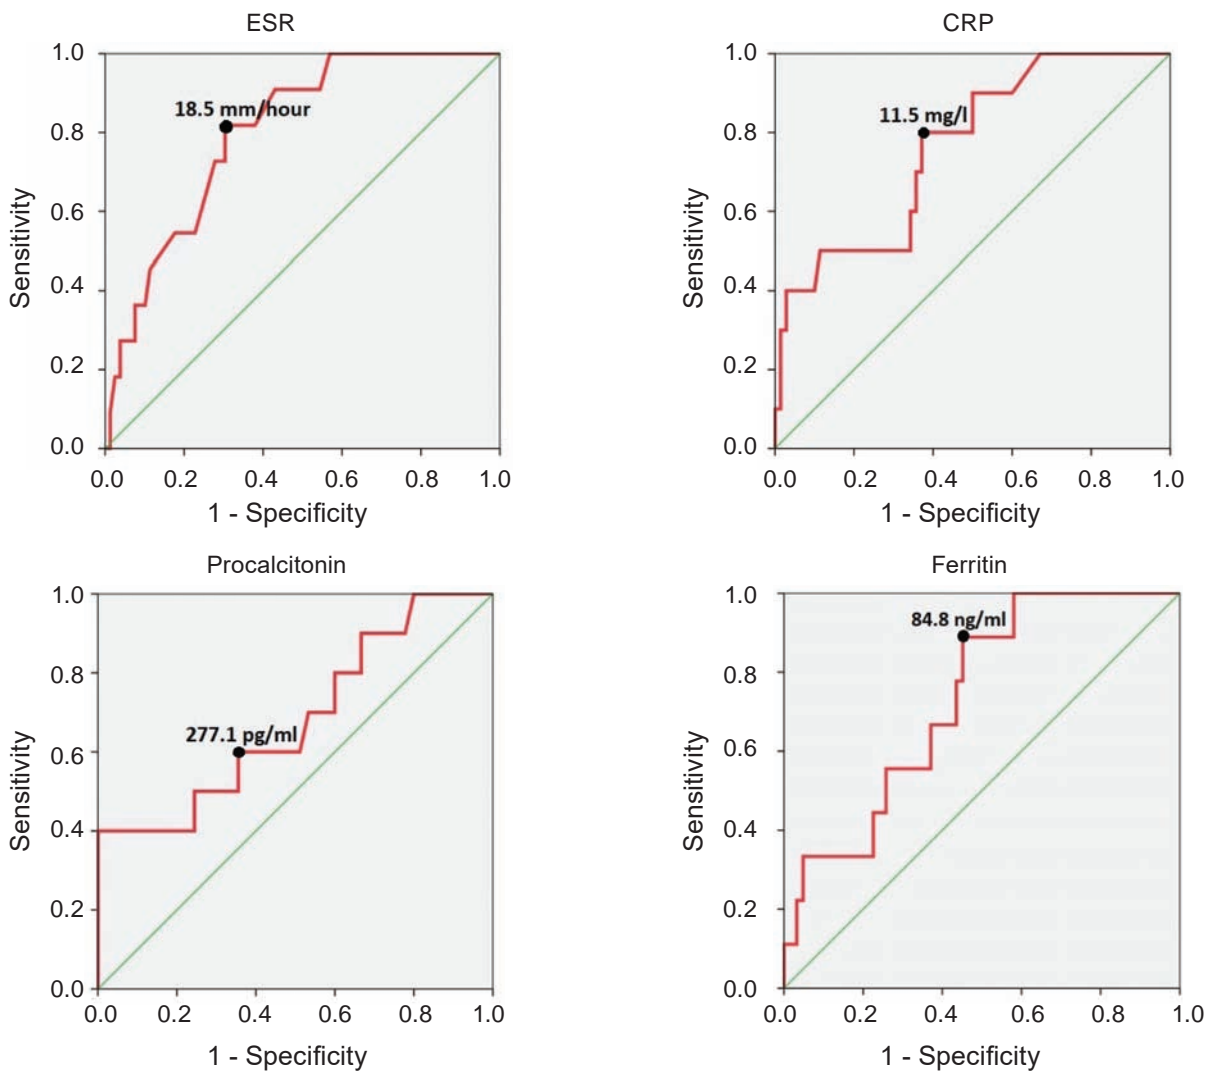 ESR
1.0
0.8
0.6
0.4
0.2
0.0
Sensitivity
18.5 mm/hour
0.0 0.2 0.4 0.6 0.8 1.0
1 - Specificity
CRP
1.0
0.8
0.6
0.4
0.2
0.0
Sensitivity
11.5 mg/l
0.0 0.2 0.4 0.6 0.8 1.0
1 - Specificity
Procalcitonin
1.0
0.8
0.6
0.4
0.2
0.0
Sensitivity
277.1 pg/ml
0.0 0.2 0.4 0.6 0.8 1.0
1 - Specificity
Ferritin
1.0
0.8
0.6
0.4
0.2
0.0
Sensitivity
84.8 ng/ml
0.0 0.2 0.4 0.6 0.8 1.0
1 - Specificity